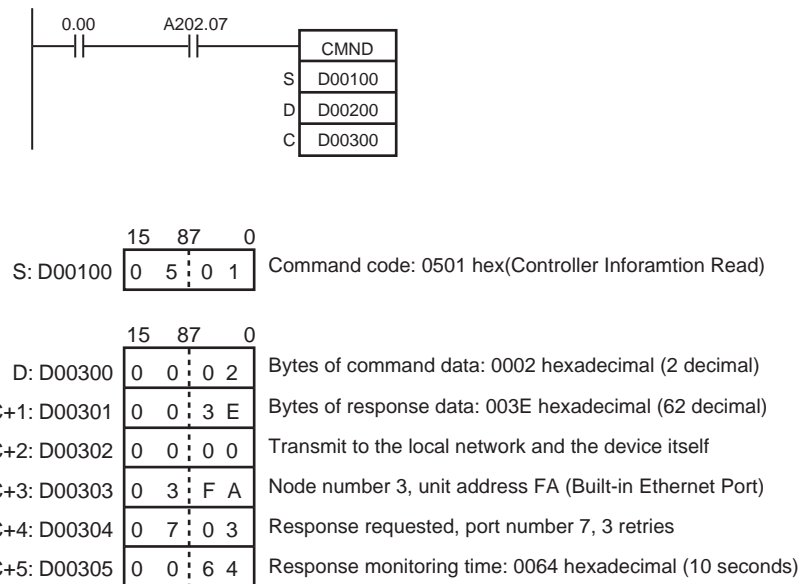 0.00 A202.07
CMND
S D00100
D D00200
C D00300
15 87 0
S: D00100 0 5 0 1 Command code: 0501 hex(Controller Inforamtion Read)
15 87 0
D: D00300 0 0 0 2 Bytes of command data: 0002 hexadecimal (2 decimal)
C+1: D00301 0 0 3 E Bytes of response data: 003E hexadecimal (62 decimal)
C+2: D00302 0 0 0 0 Transmit to the local network and the device itself
C+3: D00303 0 3 F A Node number 3, unit address FA (Built-in Ethernet Port)
C+4: D00304 0 7 0 3 Response requested, port number 7, 3 retries
C+5: D00305 0 0 6 4 Response monitoring time: 0064 hexadecimal (10 seconds)